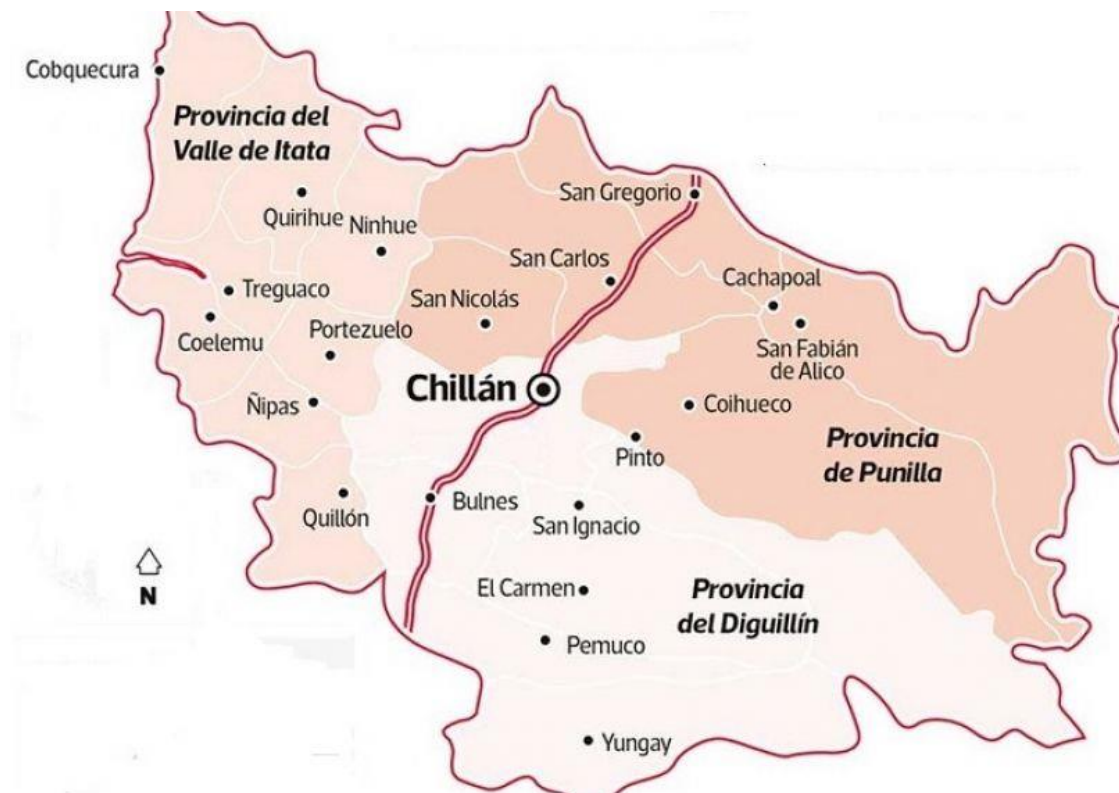 Cobquecura
Provincia del
Valle de Itata
San Gregorio
Quirihue
Ninhue
San Carlos
Cachapoal
Treguaco
San Nicolás
Coelemu
Portezuelo
San Fabián
de Alico
Chillán
Ñipas
Coihueco
Provincia
de Punilla
Pinto
Quillón
Bulnes
San Ignacio
N
El Carmen
Provincia
del Diguillín
Pemuco
Yungay